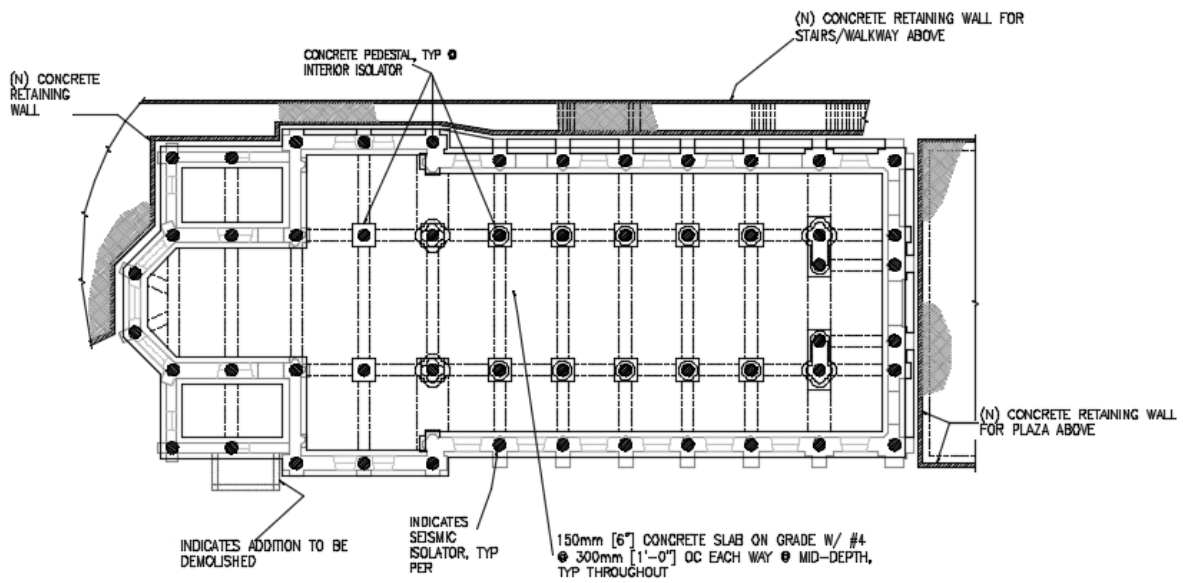 (N) CONCRETE RETAINING WALL FOR
STAIRS/WALKWAY ABOVE
CONCRETE PEDESTAL, TYP @
INTERIOR ISOLATOR
(N) CONCRETE
RETAINING
WALL
(N) CONCRETE RETAINING WALL
FOR PLAZA ABOVE
INDICATES ADDITION TO BE
DEMOLISHED
INDICATES
SEISMIC
ISOLATOR, TYP
PER
150mm [6"] CONCRETE SLAB ON GRADE W/ #4
@ 300mm [1'-0"] OC EACH WAY @ MID-DEPTH,
TYP THROUGHOUT